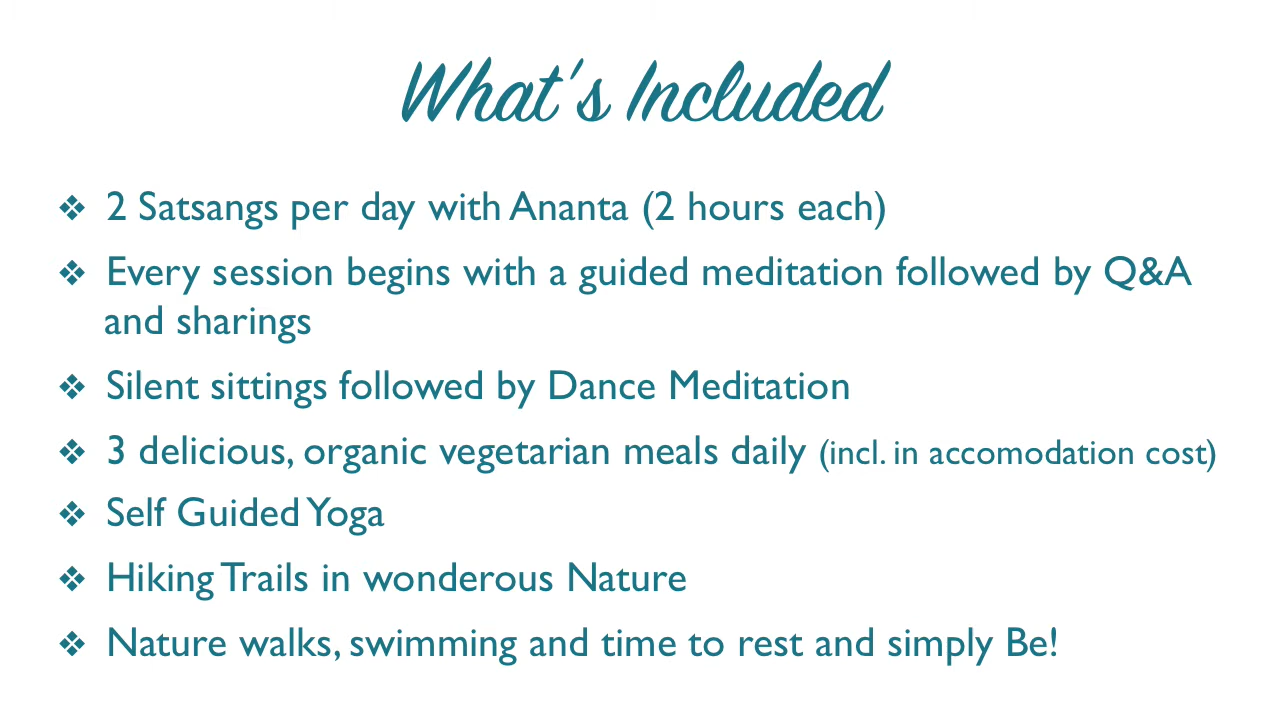 What's Included
❖ 2 Satsangs per day with Ananta (2 hours each)
❖ Every session begins with a guided meditation followed by Q&A
and sharings
❖ Silent sittings followed by Dance Meditation
❖ 3 delicious, organic vegetarian meals daily (incl. in accomodation cost)
❖ Self Guided Yoga
❖ Hiking Trails in wonderous Nature
❖ Nature walks, swimming and time to rest and simply Be!